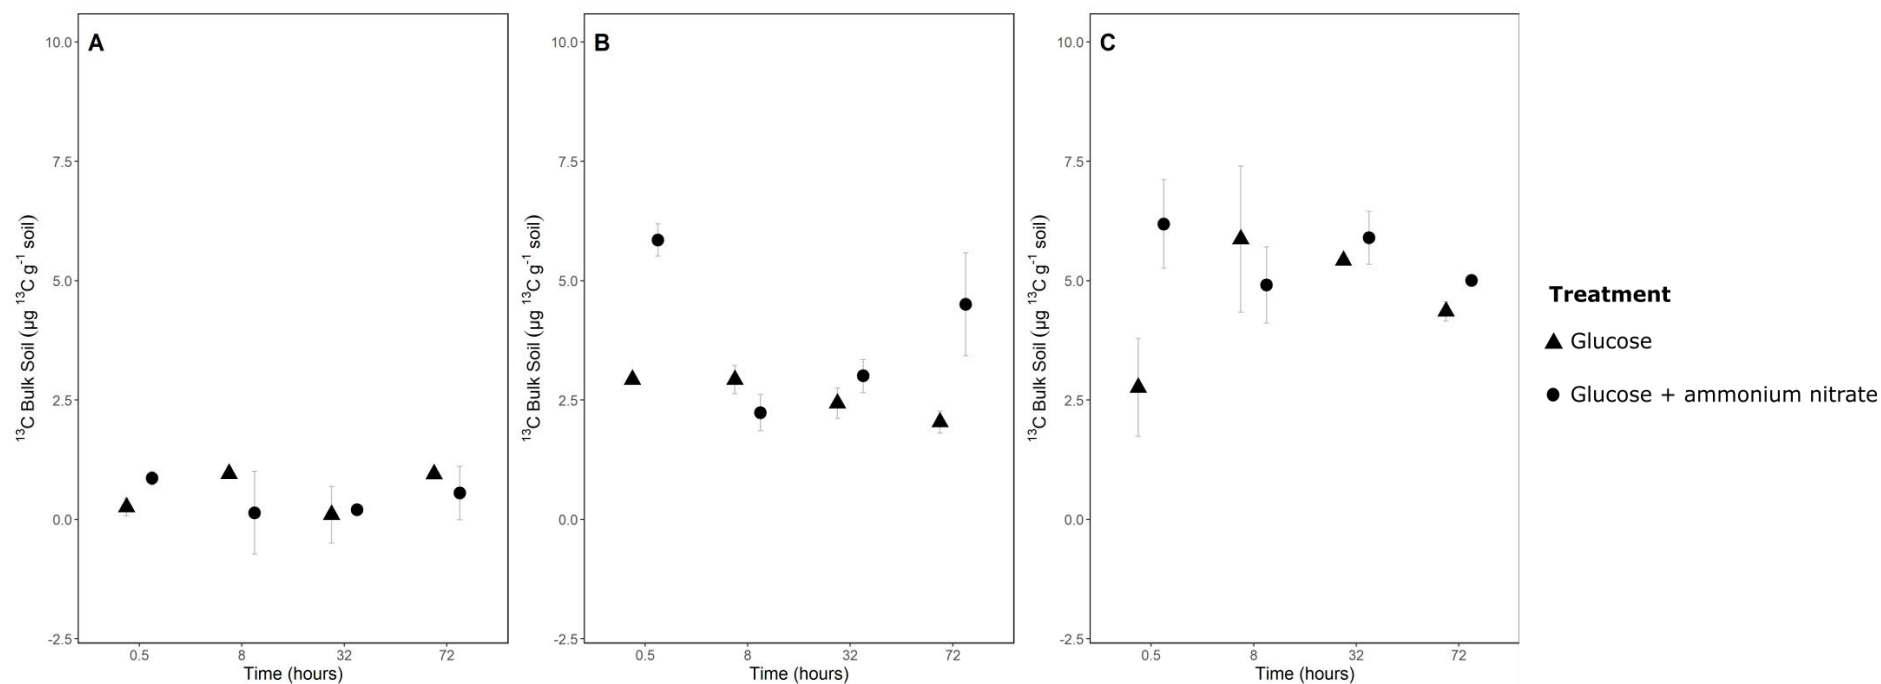 A
10.0
7.5
5.0
2.5
0.0
-2.5
¹³C Bulk Soil (µg ¹³C g⁻¹ soil)
0.5 8 32 72
Time (hours)
B
10.0
7.5
5.0
2.5
0.0
-2.5
¹³C Bulk Soil (µg ¹³C g⁻¹ soil)
0.5 8 32 72
Time (hours)
C
10.0
7.5
5.0
2.5
0.0
-2.5
¹³C Bulk Soil (µg ¹³C g⁻¹ soil)
0.5 8 32 72
Time (hours)
Treatment
Glucose
Glucose + ammonium nitrate